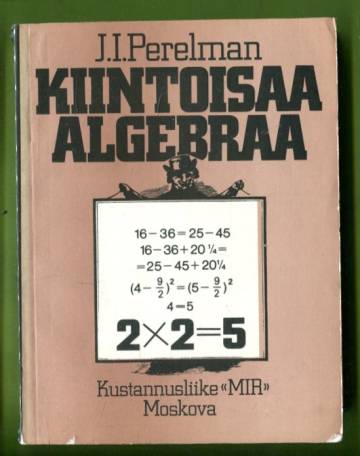 J.I.Perelman
KIINTOISAA
ALGEBRAA
16-36=25-45
16-36+20 ¼=
=25-45+20¼
(4-9/2)²=(5-9/2)²
4=5
2×2=5
Kustannusliike «MIR»
Moskova